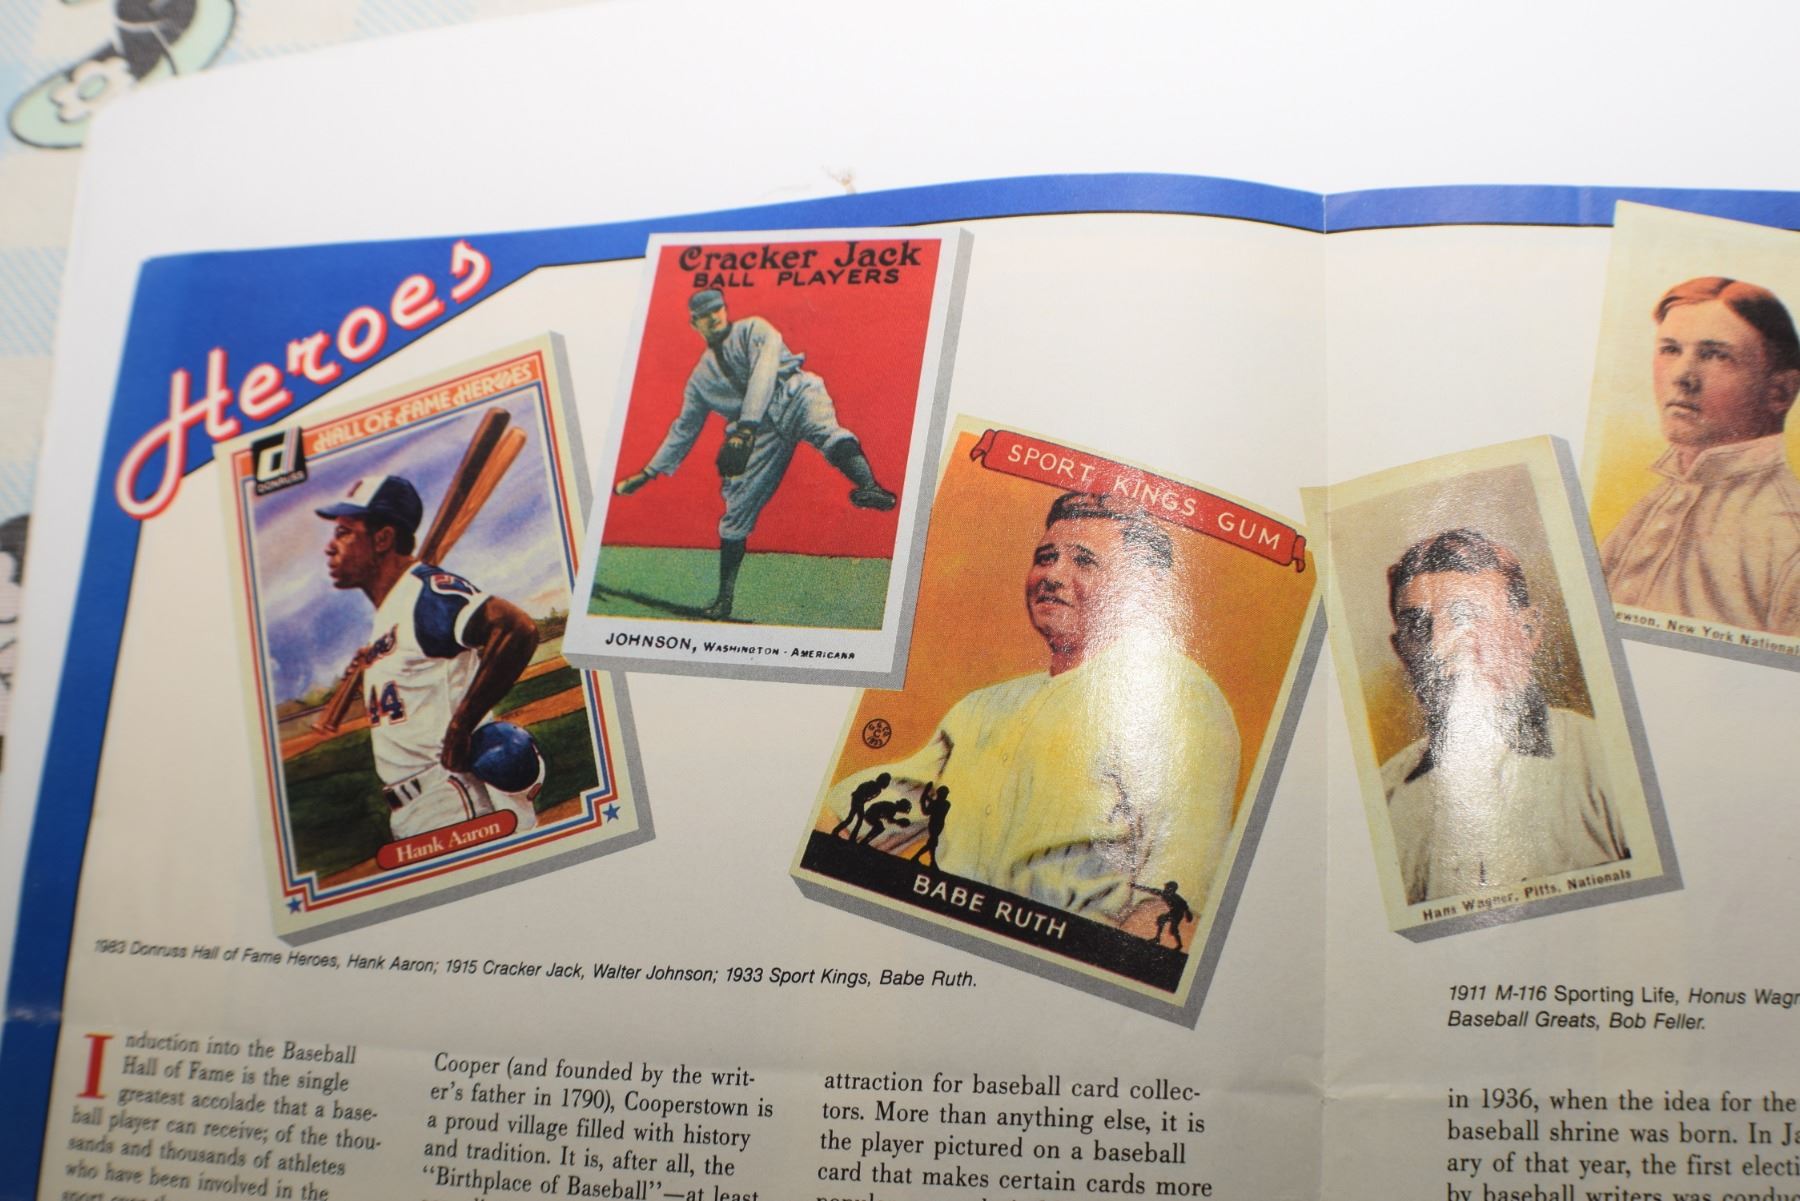 Heroes
Cracker Jack
BALL PLAYERS
JOHNSON, WASHINGTON - AMERICANS
HALL OF FAME HEROES
d
DONRUSS
44
Hank Aaron
SPORT KINGS GUM
BABE RUTH
Hans Wagner, Pitts. Nationals
ewson, New York Nationals
1983 Donruss Hall of Fame Heroes, Hank Aaron; 1915 Cracker Jack, Walter Johnson; 1933 Sport Kings, Babe Ruth.
1911 M-116 Sporting Life, Honus Wagn
Baseball Greats, Bob Feller.
Induction into the Baseball
Hall of Fame is the single
greatest accolade that a base-
ball player can receive; of the thou-
sands and thousands of athletes
who have been involved in the
Cooper (and founded by the writ-
er's father in 1790), Cooperstown is
a proud village filled with history
and tradition. It is, after all, the
"Birthplace of Baseball"—at least
attraction for baseball card collec-
tors. More than anything else, it is
the player pictured on a baseball
card that makes certain cards more
in 1936, when the idea for the
baseball shrine was born. In Ja
ary of that year, the first electi
by baseball writers was conduc